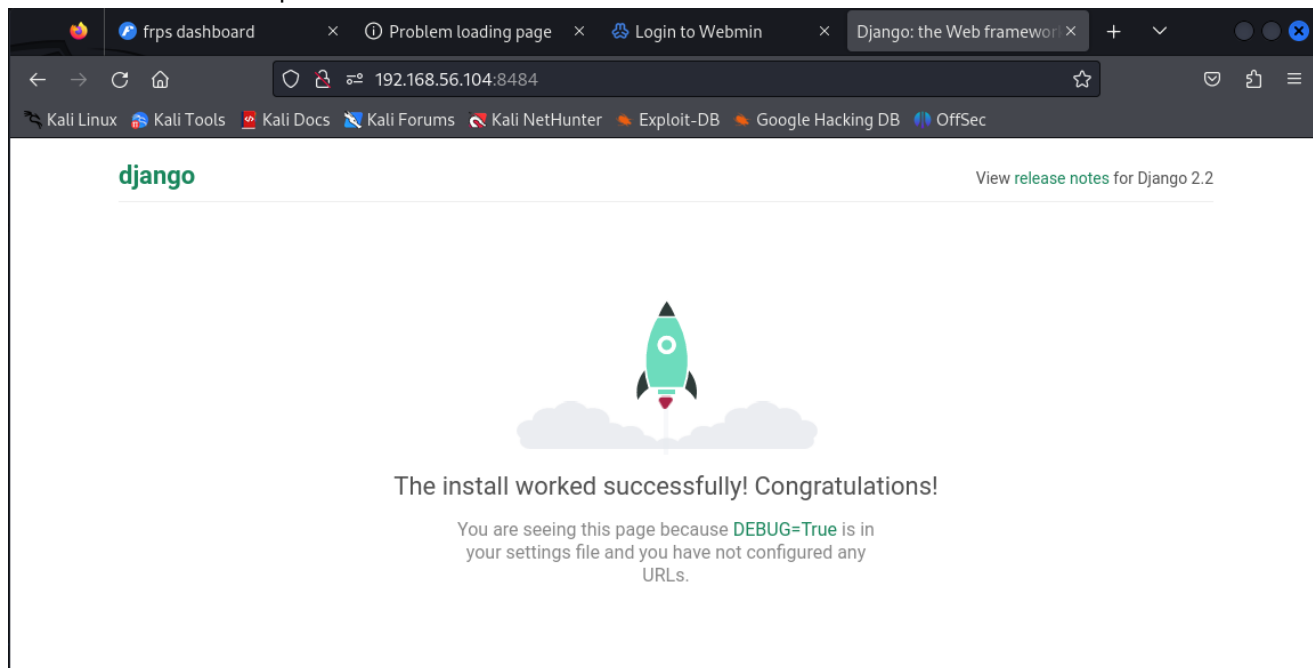 frps dashboard
Problem loading page
Login to Webmin
Django: the Web framewor
192.168.56.104:8484
Kali Linux Kali Tools Kali Docs Kali Forums Kali NetHunter Exploit-DB Google Hacking DB OffSec
django
View release notes for Django 2.2
The install worked successfully! Congratulations!
You are seeing this page because DEBUG=True is in
your settings file and you have not configured any
URLs.